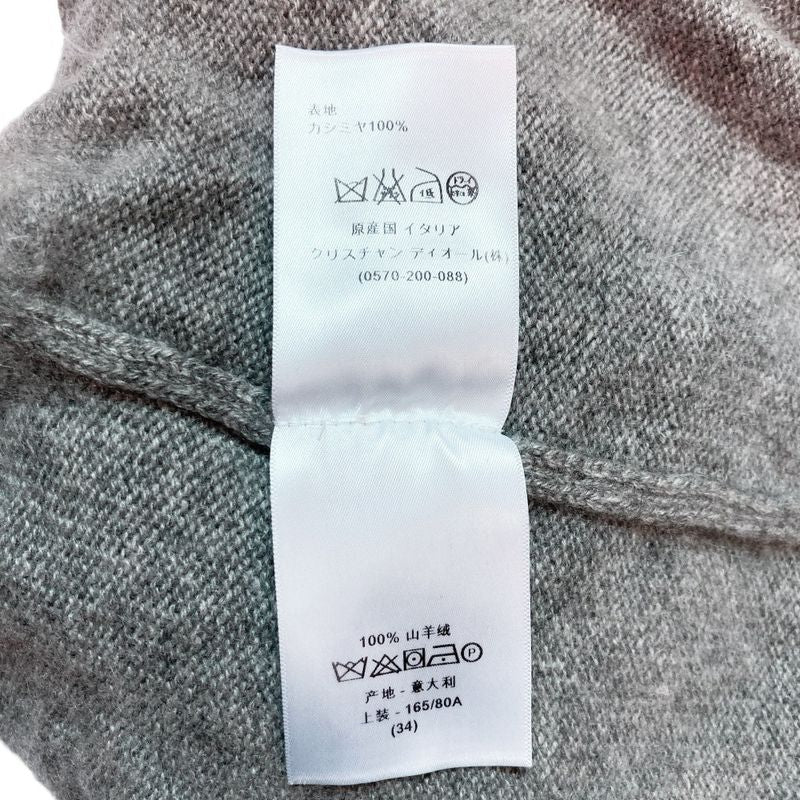 表地
カシミヤ100%
原産国 イタリア
クリスチャン ディオール(株)
(0570-200-088)
100% 山羊绒
P
产地 - 意大利
上装 - 165/80A
(34)